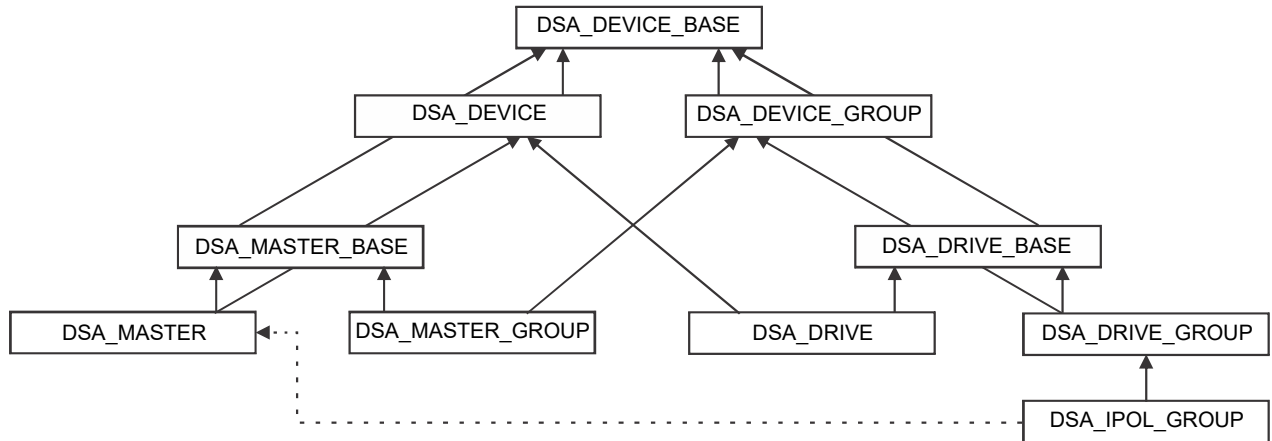 DSA_DEVICE_BASE
DSA_DEVICE
DSA_DEVICE_GROUP
DSA_MASTER_BASE
DSA_DRIVE_BASE
DSA_MASTER
DSA_MASTER_GROUP
DSA_DRIVE
DSA_DRIVE_GROUP
DSA_IPOL_GROUP